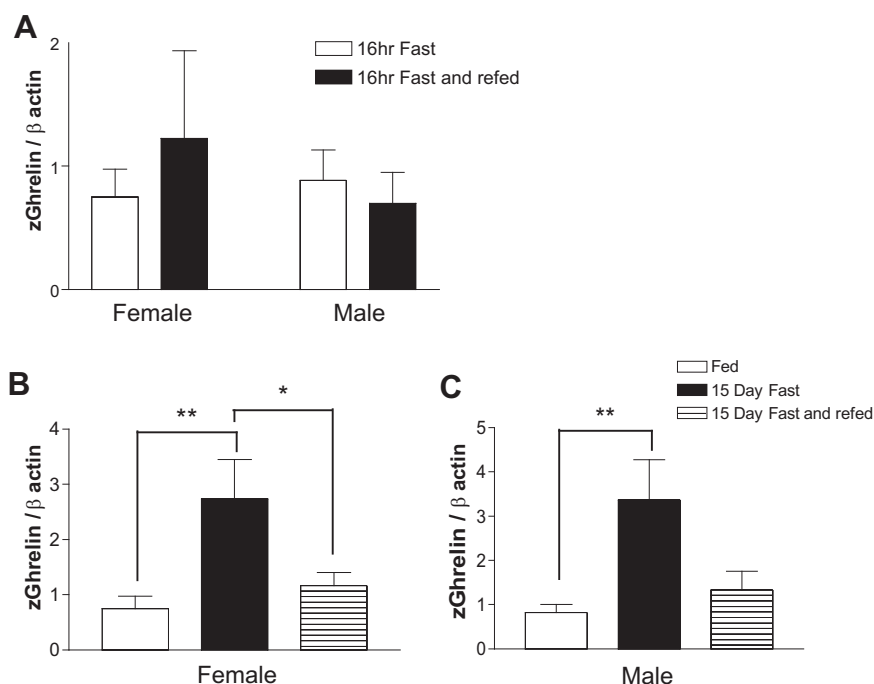 A
2
1
0
zGhrelin / β actin
16hr Fast
16hr Fast and refed
Female
Male
B
4
3
2
1
0
zGhrelin / β actin
**
*
Female
C
Fed
15 Day Fast
15 Day Fast and refed
5
4
3
2
1
0
zGhrelin / β actin
**
Male